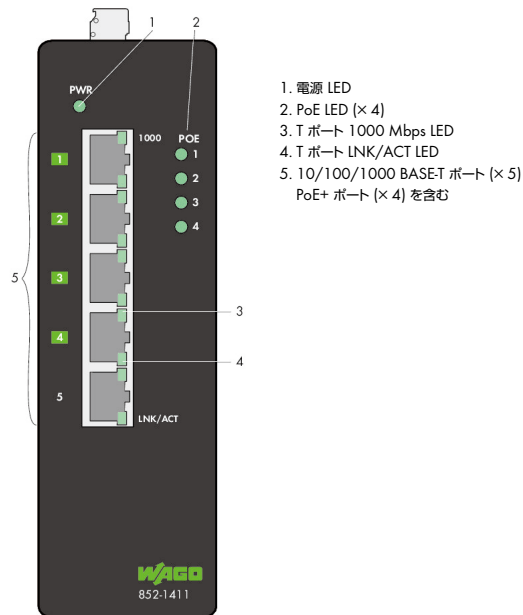 1
2
PWR
1000
POE
1
1
2
2
3
3
4
4
5
5
3
4
LNK/ACT
WAGO
852-1411
1. 電源 LED
2. PoE LED (× 4)
3. T ポート 1000 Mbps LED
4. T ポート LNK/ACT LED
5. 10/100/1000 BASE-T ポート (× 5)
PoE+ ポート (× 4) を含む